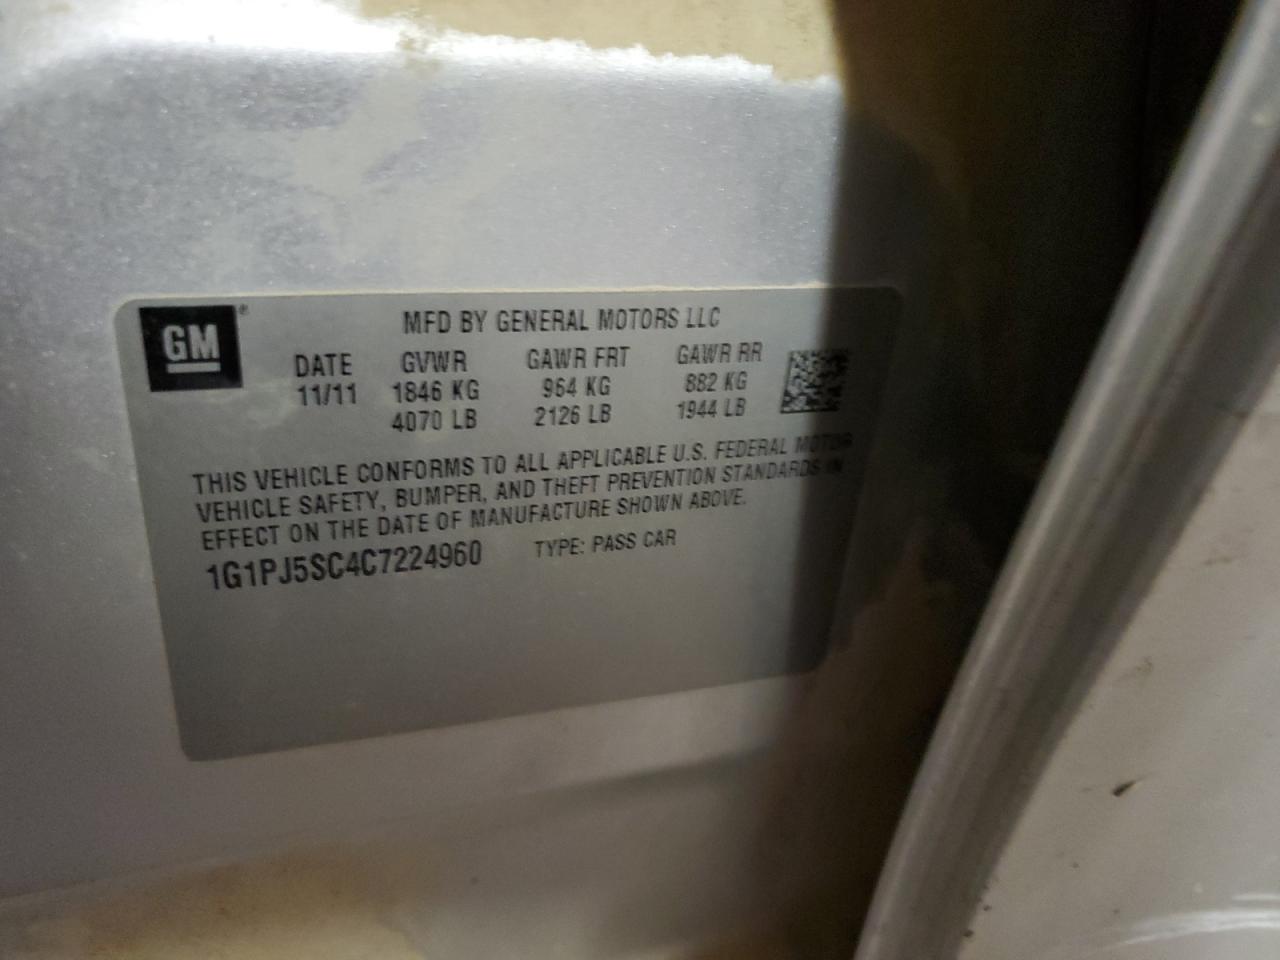 GM ®
MFD BY GENERAL MOTORS LLC
DATE GVWR GAWR FRT GAWR RR
11/11 1846 KG 964 KG 882 KG
4070 LB 2126 LB 1944 LB
THIS VEHICLE CONFORMS TO ALL APPLICABLE U.S. FEDERAL MOTOR
VEHICLE SAFETY, BUMPER, AND THEFT PREVENTION STANDARDS IN
EFFECT ON THE DATE OF MANUFACTURE SHOWN ABOVE.
1G1PJ5SC4C7224960 TYPE: PASS CAR